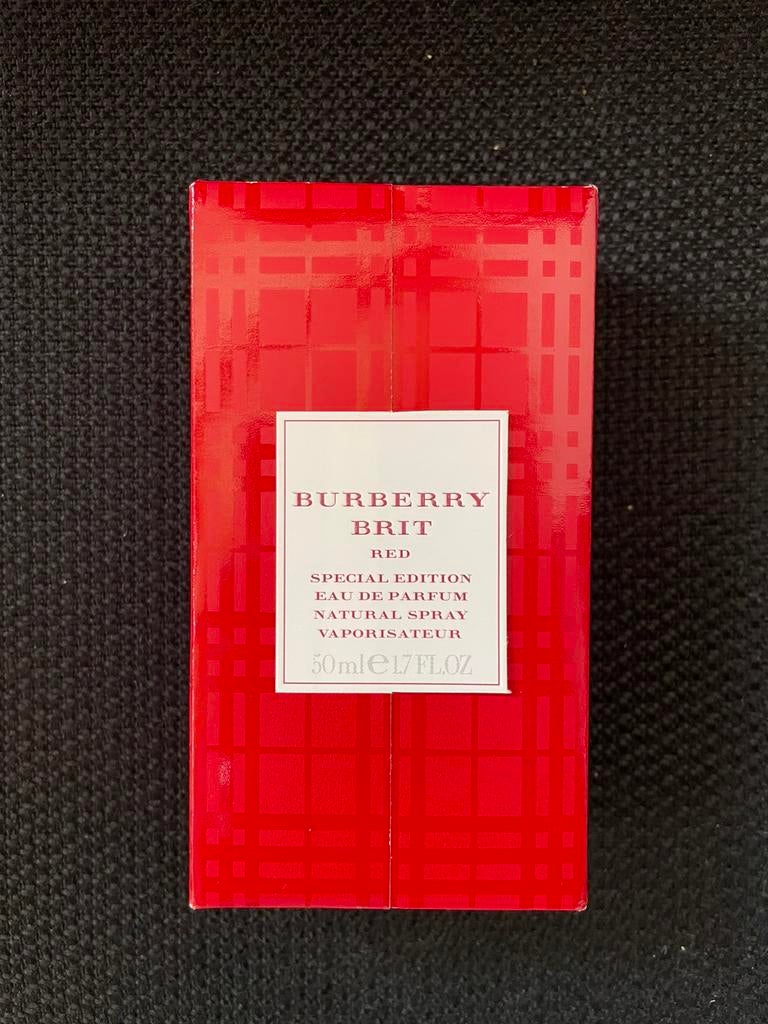 BURBERRY
BRIT
RED
SPECIAL EDITION
EAU DE PARFUM
NATURAL SPRAY
VAPORISATEUR
50ml℮1.7 FL.OZ